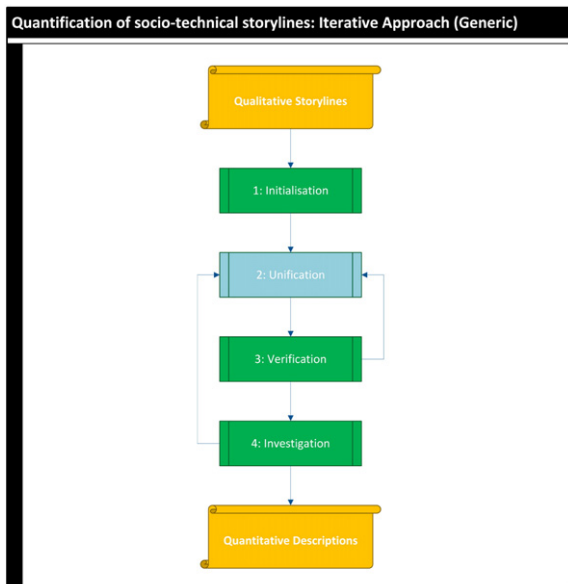 Quantification of socio-technical storylines: Iterative Approach (Generic)
Qualitative Storylines
1: Initialisation
2: Unification
3: Verification
4: Investigation
Quantitative Descriptions